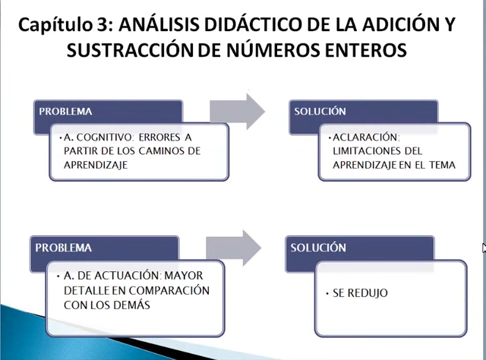 Capítulo 3: ANÁLISIS DIDÁCTICO DE LA ADICIÓN Y
SUSTRACCIÓN DE NÚMEROS ENTEROS
PROBLEMA
• A. COGNITIVO: ERRORES A
PARTIR DE LOS CAMINOS DE
APRENDIZAJE
SOLUCIÓN
• ACLARACIÓN:
LIMITACIONES DEL
APRENDIZAJE EN EL TEMA
PROBLEMA
• A. DE ACTUACIÓN: MAYOR
DETALLE EN COMPARACIÓN
CON LOS DEMÁS
SOLUCIÓN
• SE REDUJO